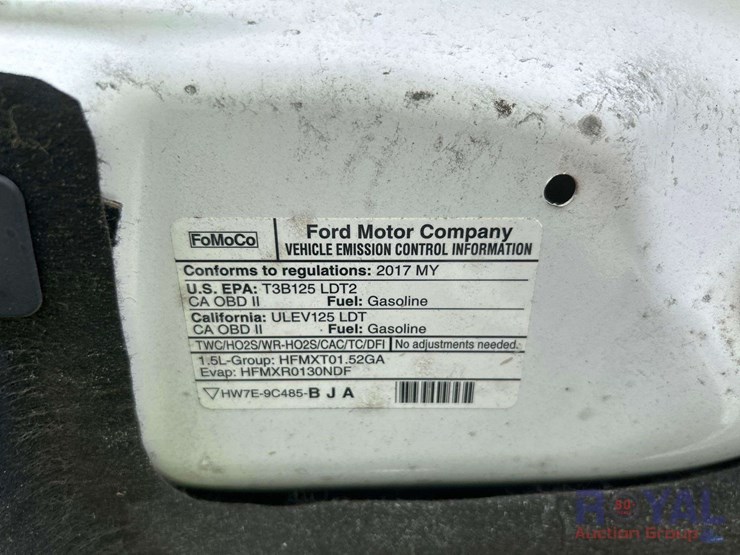 FoMoCo
Ford Motor Company
VEHICLE EMISSION CONTROL INFORMATION
Conforms to regulations: 2017 MY
U.S. EPA: T3B125 LDT2
CA OBD II Fuel: Gasoline
California: ULEV125 LDT
CA OBD II Fuel: Gasoline
TWC/HO2S/WR-HO2S/CAC/TC/DFI No adjustments needed.
1.5L-Group: HFMXT01.52GA
Evap: HFMXR0130NDF
HW7E-9C485-B J A
ROYAL
Auction Group